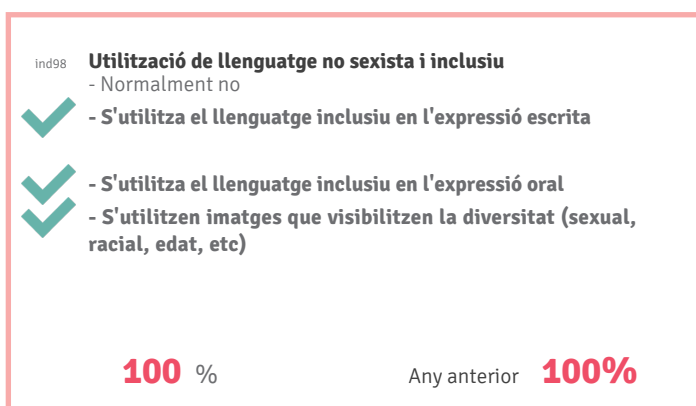 ind98 Utilització de llenguatge no sexista i inclusiu
- Normalment no
- S'utilitza el llenguatge inclusiu en l'expressió escrita
- S'utilitza el llenguatge inclusiu en l'expressió oral
- S'utilitzen imatges que visibilitzen la diversitat (sexual,
racial, edat, etc)
100 % Any anterior 100%